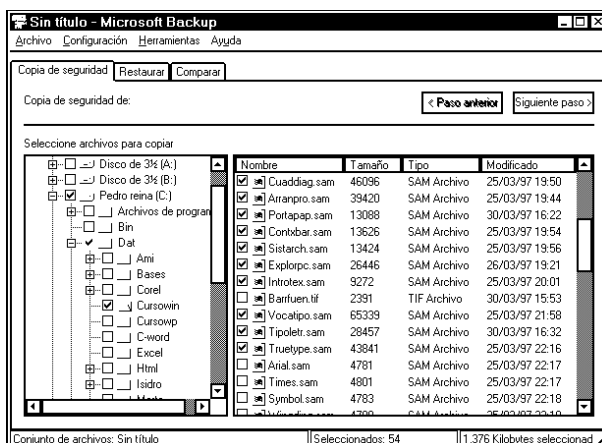 Sin título - Microsoft Backup
Archivo Configuración Herramientas Ayuda
Copia de seguridad Restaurar Comparar
Copia de seguridad de:
< Paso anterior Siguiente paso >
Seleccione archivos para copiar
Disco de 3½ (A:)
Disco de 3½ (B:)
Pedro reina (C:)
Archivos de program
Bin
Dat
Ami
Bases
Corel
Cursowin
Cursowp
C-word
Excel
Html
Isidro
Nombre Tamaño Tipo Modificado
Cuaddiag.sam 46096 SAM Archivo 25/03/97 19:50
Arranpro.sam 39420 SAM Archivo 25/03/97 19:44
Portapap.sam 13088 SAM Archivo 30/03/97 16:22
Contxbar.sam 13626 SAM Archivo 25/03/97 19:54
Sistarch.sam 13424 SAM Archivo 25/03/97 19:56
Explorpc.sam 26446 SAM Archivo 26/03/97 19:21
Introtex.sam 9272 SAM Archivo 25/03/97 20:01
Barrfuen.tif 2391 TIF Archivo 30/03/97 15:53
Vocatipo.sam 65339 SAM Archivo 25/03/97 21:58
Tipoletr.sam 28457 SAM Archivo 30/03/97 16:32
Truetype.sam 43841 SAM Archivo 25/03/97 22:16
Arial.sam 4781 SAM Archivo 25/03/97 22:17
Times.sam 4801 SAM Archivo 25/03/97 22:17
Symbol.sam 4783 SAM Archivo 25/03/97 22:18
Conjunto de archivos: Sin título Seleccionados: 54 1.376 Kilobytes seleccionad